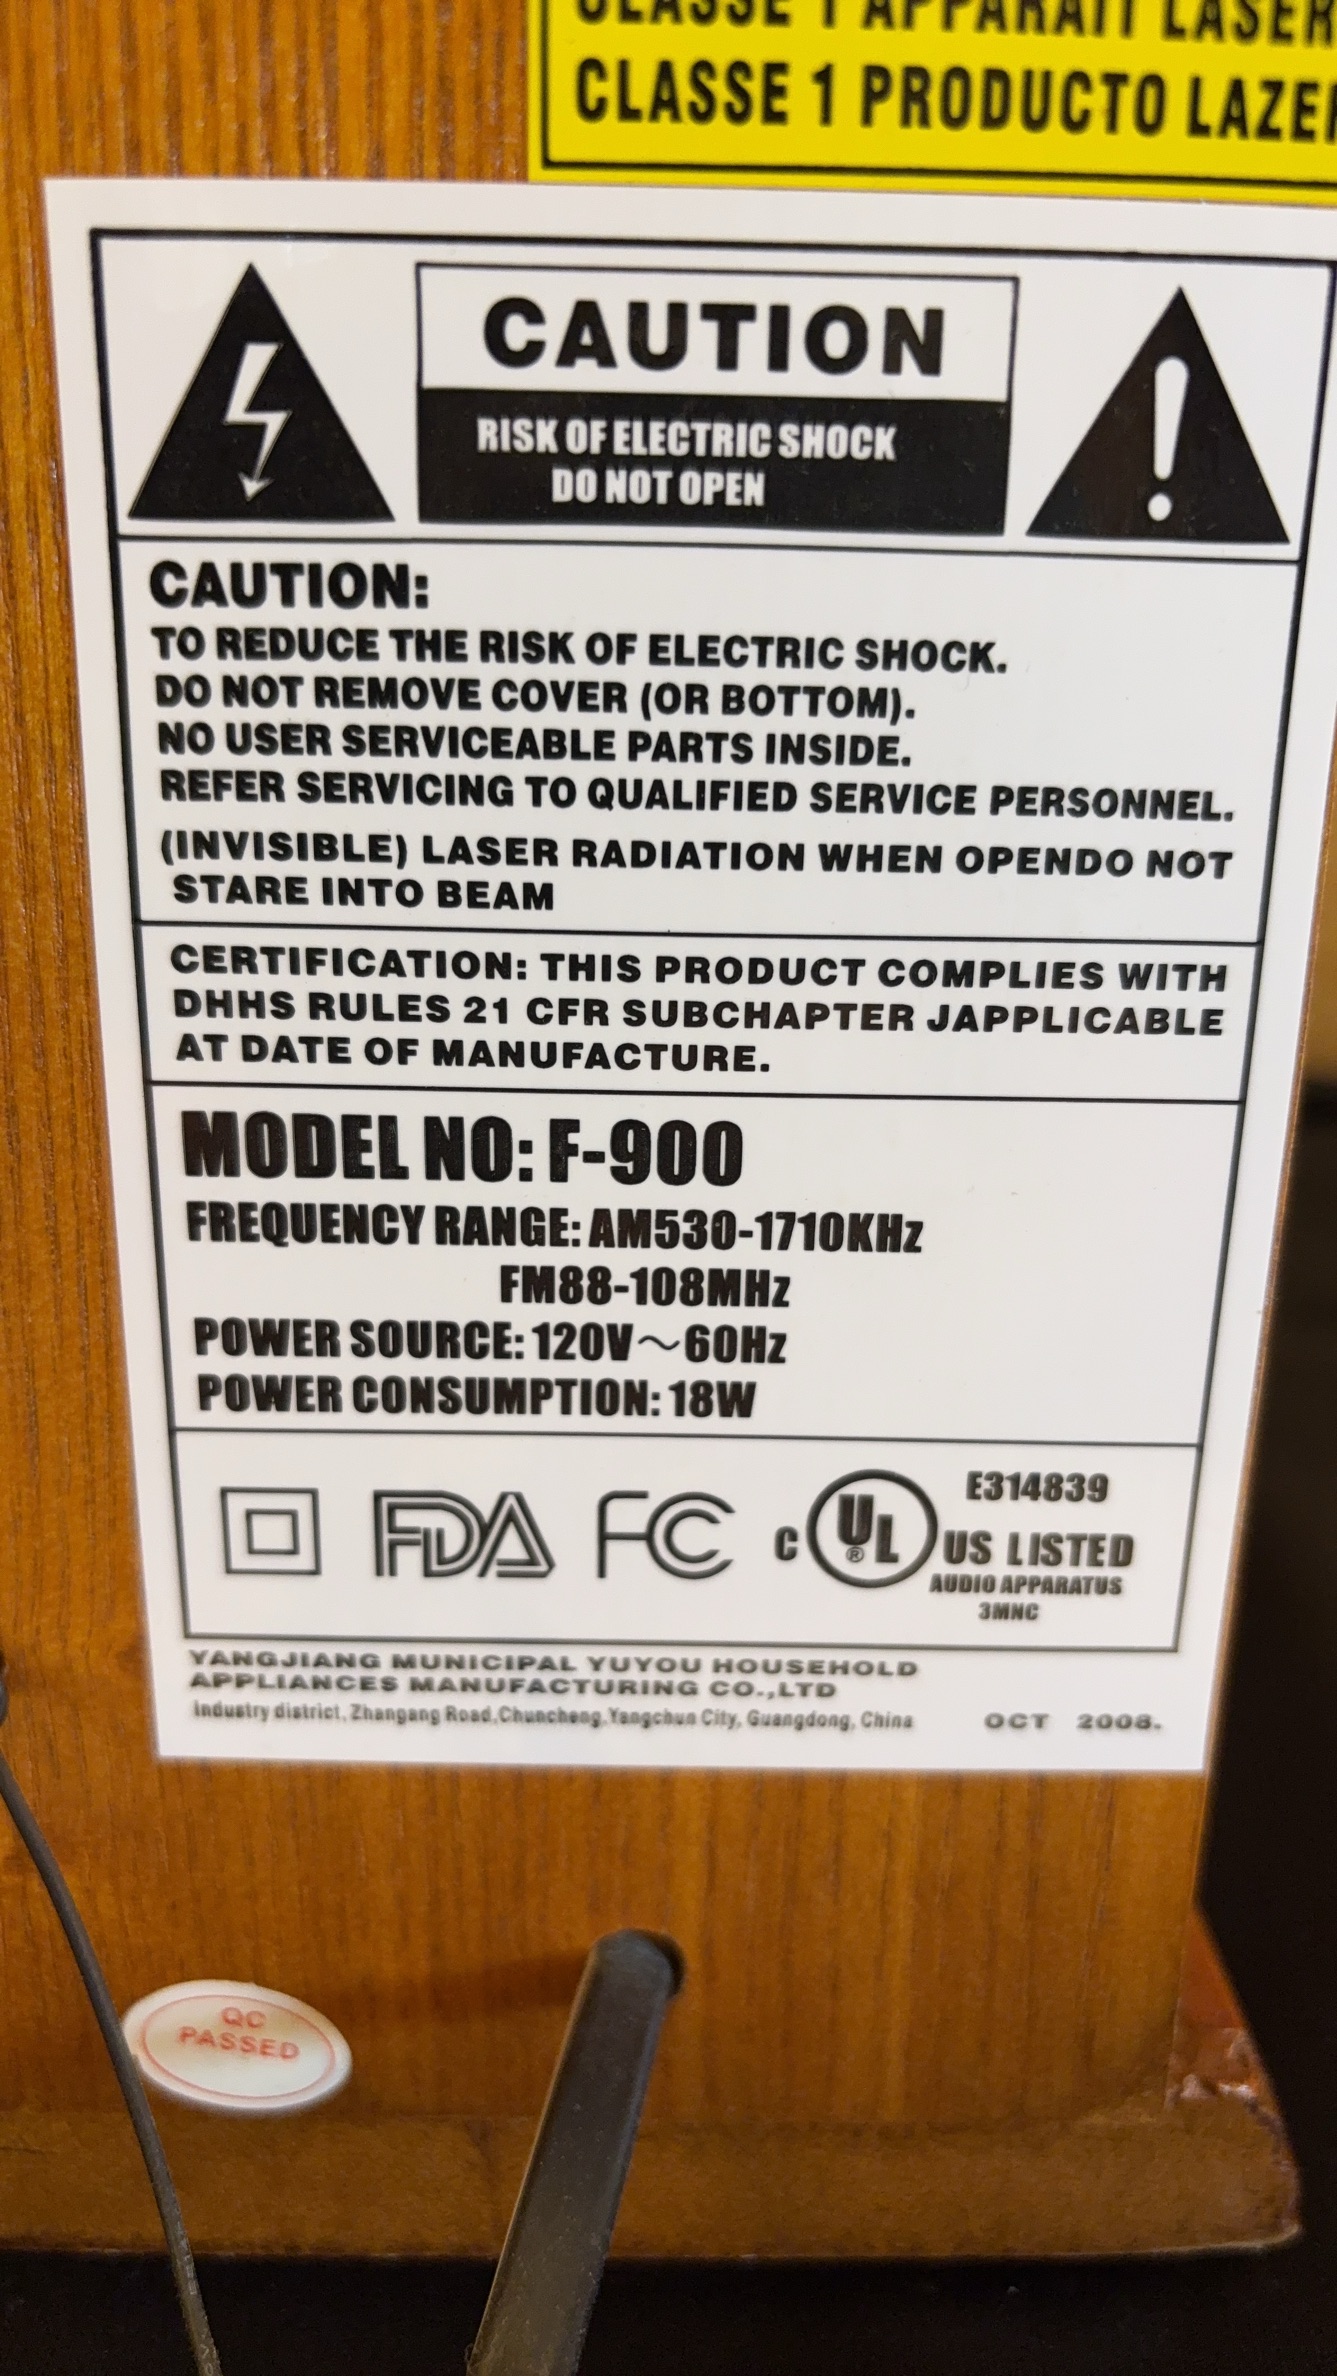 CLASSE 1 APPARAIT LASER
CLASSE 1 PRODUCTO LAZER
CAUTION
RISK OF ELECTRIC SHOCK
DO NOT OPEN
CAUTION:
TO REDUCE THE RISK OF ELECTRIC SHOCK.
DO NOT REMOVE COVER (OR BOTTOM).
NO USER SERVICEABLE PARTS INSIDE.
REFER SERVICING TO QUALIFIED SERVICE PERSONNEL.
(INVISIBLE) LASER RADIATION WHEN OPENDO NOT
STARE INTO BEAM
CERTIFICATION: THIS PRODUCT COMPLIES WITH
DHHS RULES 21 CFR SUBCHAPTER JAPPLICABLE
AT DATE OF MANUFACTURE.
MODEL NO: F-900
FREQUENCY RANGE: AM530-1710KHz
FM88-108MHz
POWER SOURCE: 120V~60Hz
POWER CONSUMPTION: 18W
FDA FC c UL ® US LISTED
E314839
AUDIO APPARATUS
3MNC
YANGJIANG MUNICIPAL YUYOU HOUSEHOLD
APPLIANCES MANUFACTURING CO.,LTD
Industry district, Zhangang Road,Chuncheng,Yangchun City, Guangdong, China OCT 2008.
QC
PASSED